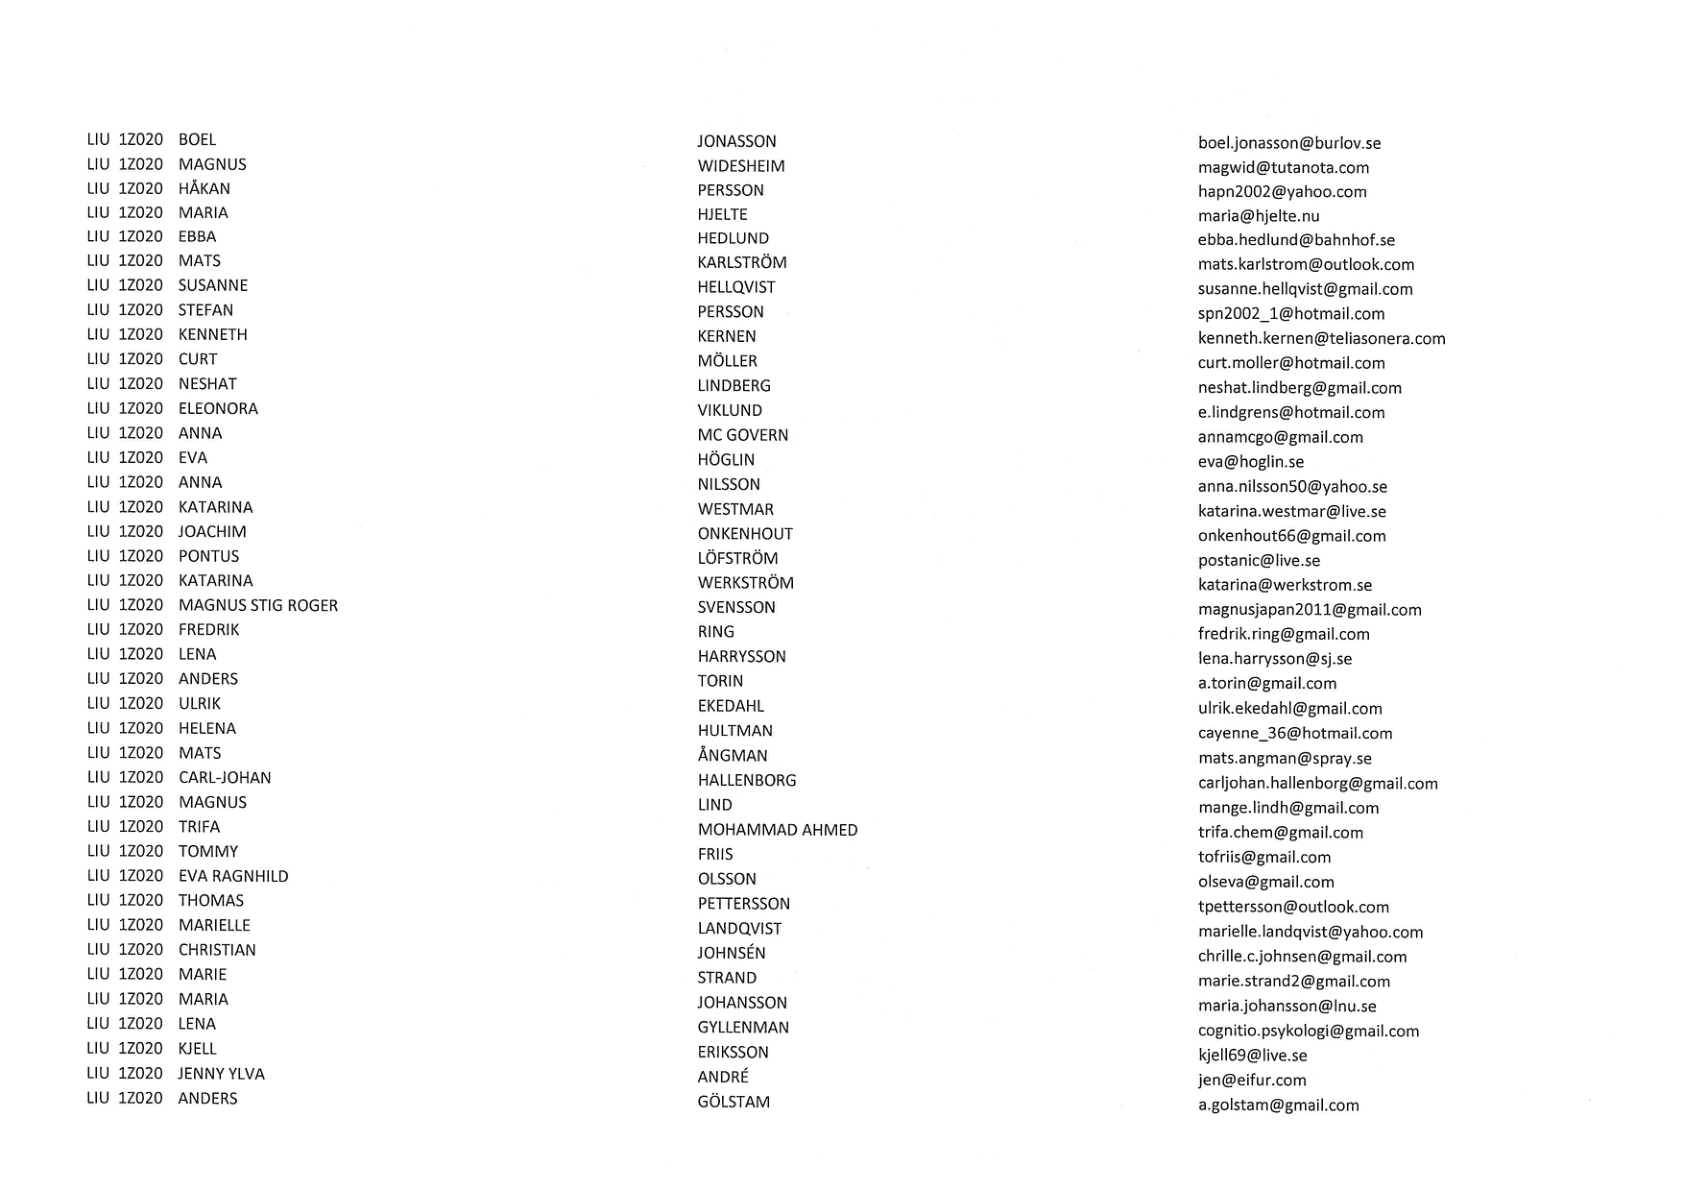 LIU 1Z020 BOEL JONASSON boel.jonasson@burlov.se
LIU 1Z020 MAGNUS WIDESHEIM magwid@tutanota.com
LIU 1Z020 HÅKAN PERSSON hapn2002@yahoo.com
LIU 1Z020 MARIA HJELTE maria@hjelte.nu
LIU 1Z020 EBBA HEDLUND ebba.hedlund@bahnhof.se
LIU 1Z020 MATS KARLSTRÖM mats.karlstrom@outlook.com
LIU 1Z020 SUSANNE HELLQVIST susanne.hellqvist@gmail.com
LIU 1Z020 STEFAN PERSSON spn2002_1@hotmail.com
LIU 1Z020 KENNETH KERNEN kenneth.kernen@teliasonera.com
LIU 1Z020 CURT MÖLLER curt.moller@hotmail.com
LIU 1Z020 NESHAT LINDBERG neshat.lindberg@gmail.com
LIU 1Z020 ELEONORA VIKLUND e.lindgrens@hotmail.com
LIU 1Z020 ANNA MC GOVERN annamcgo@gmail.com
LIU 1Z020 EVA HÖGLIN eva@hoglin.se
LIU 1Z020 ANNA NILSSON anna.nilsson50@yahoo.se
LIU 1Z020 KATARINA WESTMAR katarina.westmar@live.se
LIU 1Z020 JOACHIM ONKENHOUT onkenhout66@gmail.com
LIU 1Z020 PONTUS LÖFSTRÖM postanic@live.se
LIU 1Z020 KATARINA WERKSTRÖM katarina@werkstrom.se
LIU 1Z020 MAGNUS STIG ROGER SVENSSON magnusjapan2011@gmail.com
LIU 1Z020 FREDRIK RING fredrik.ring@gmail.com
LIU 1Z020 LENA HARRYSSON lena.harrysson@sj.se
LIU 1Z020 ANDERS TORIN a.torin@gmail.com
LIU 1Z020 ULRIK EKEDAHL ulrik.ekedahl@gmail.com
LIU 1Z020 HELENA HULTMAN cayenne_36@hotmail.com
LIU 1Z020 MATS ÅNGMAN mats.angman@spray.se
LIU 1Z020 CARL-JOHAN HALLENBORG carljohan.hallenborg@gmail.com
LIU 1Z020 MAGNUS LIND mange.lindh@gmail.com
LIU 1Z020 TRIFA MOHAMMAD AHMED trifa.chem@gmail.com
LIU 1Z020 TOMMY FRIIS tofriis@gmail.com
LIU 1Z020 EVA RAGNHILD OLSSON olseva@gmail.com
LIU 1Z020 THOMAS PETTERSSON tpettersson@outlook.com
LIU 1Z020 MARIELLE LANDQVIST marielle.landqvist@yahoo.com
LIU 1Z020 CHRISTIAN JOHNSÉN chrille.c.johnsen@gmail.com
LIU 1Z020 MARIE STRAND marie.strand2@gmail.com
LIU 1Z020 MARIA JOHANSSON maria.johansson@lnu.se
LIU 1Z020 LENA GYLLENMAN cognitio.psykologi@gmail.com
LIU 1Z020 KJELL ERIKSSON kjell69@live.se
LIU 1Z020 JENNY YLVA ANDRÉ jen@eifur.com
LIU 1Z020 ANDERS GÖLSTAM a.golstam@gmail.com